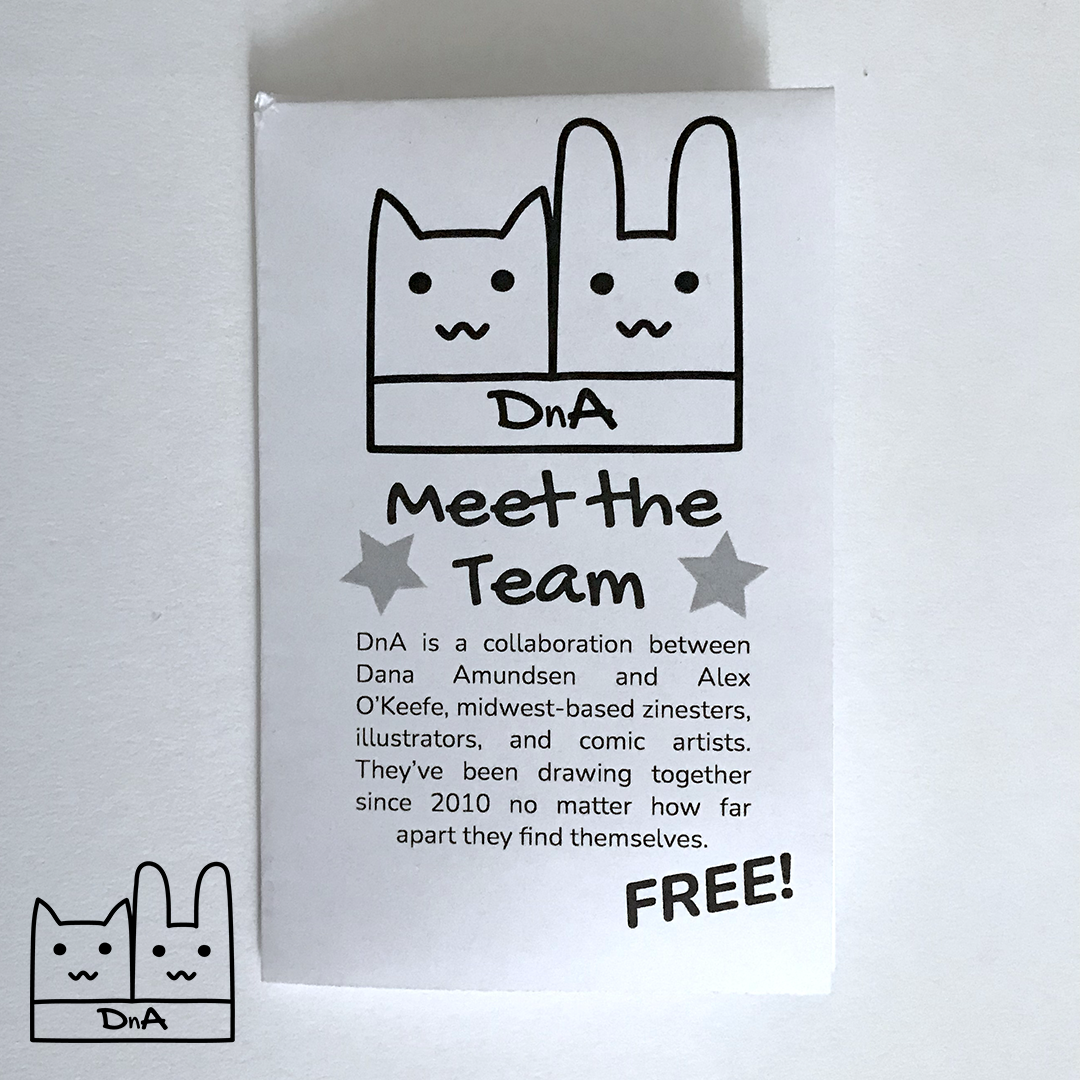 DnA
Meet the
Team
DnA is a collaboration between
Dana Amundsen and Alex
O'Keefe, midwest-based zinesters,
illustrators, and comic artists.
They've been drawing together
since 2010 no matter how far
apart they find themselves.
FREE!
DnA